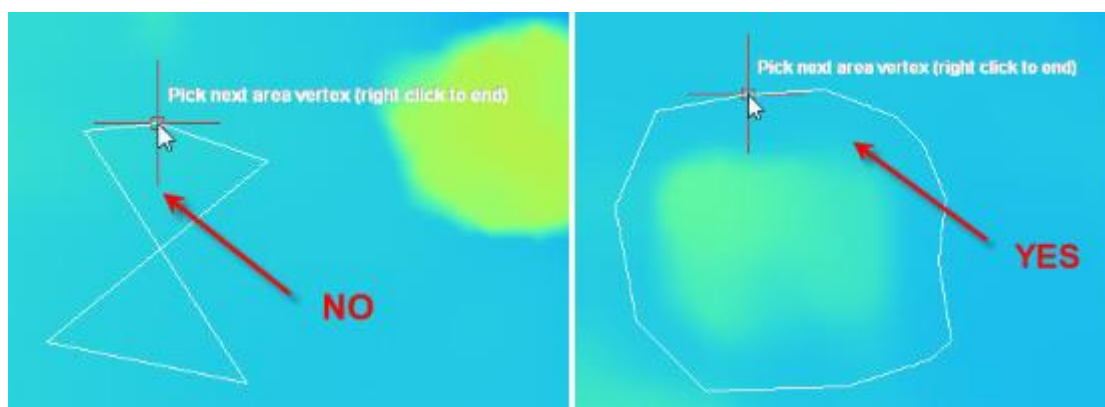 Pick next area vertex (right click to end)
NO
Pick next area vertex (right click to end)
YES